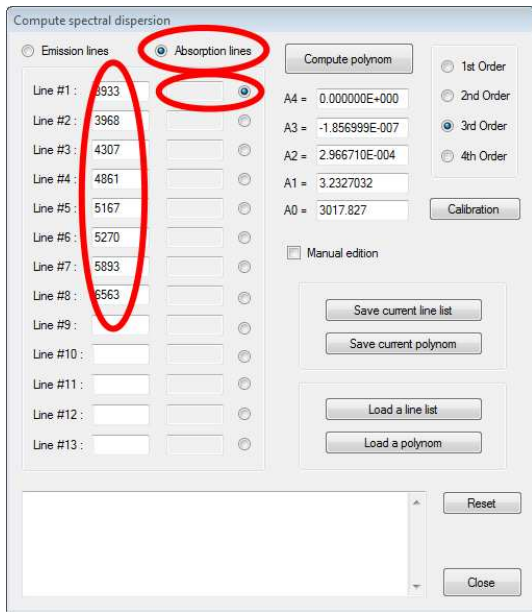 Compute spectral dispersion
Emission lines
Absorption lines
Line #1 : 3933
Line #2 : 3968
Line #3 : 4307
Line #4 : 4861
Line #5 : 5167
Line #6 : 5270
Line #7 : 5893
Line #8 : 6563
Line #9 :
Line #10 :
Line #11 :
Line #12 :
Line #13 :
Compute polynom
A4 = 0.000000E+000
A3 = -1.856999E-007
A2 = 2.966710E-004
A1 = 3.2327032
A0 = 3017.827
1st Order
2nd Order
3rd Order
4th Order
Calibration
Manual edition
Save current line list
Save current polynom
Load a line list
Load a polynom
Reset
Close